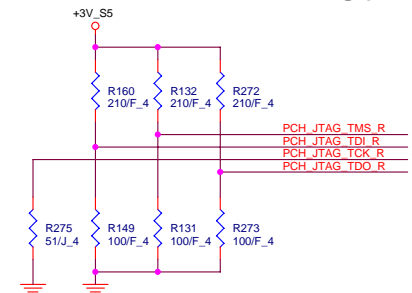 +3V_S5
R160
210/F_4
R132
210/F_4
R272
210/F_4
PCH_JTAG_TMS_R
PCH_JTAG_TDI_R
PCH_JTAG_TCK_R
PCH_JTAG_TDO_R
R275
51/J_4
R149
100/F_4
R131
100/F_4
R273
100/F_4